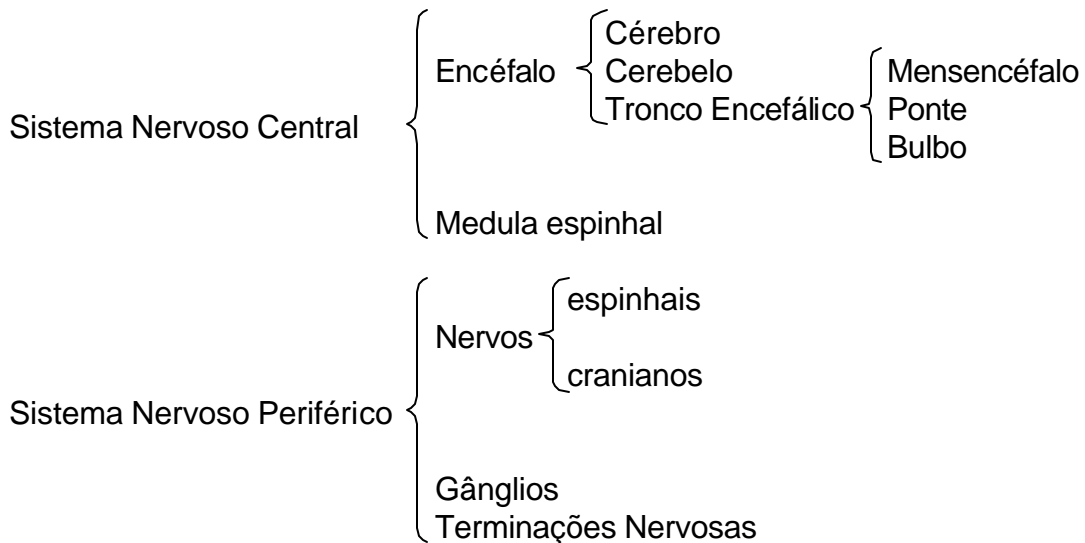 Sistema Nervoso Central
Encéfalo
Cérebro
Cerebelo
Tronco Encefálico
Mensencéfalo
Ponte
Bulbo
Medula espinhal
Sistema Nervoso Periférico
Nervos
espinhais
cranianos
Gânglios
Terminações Nervosas